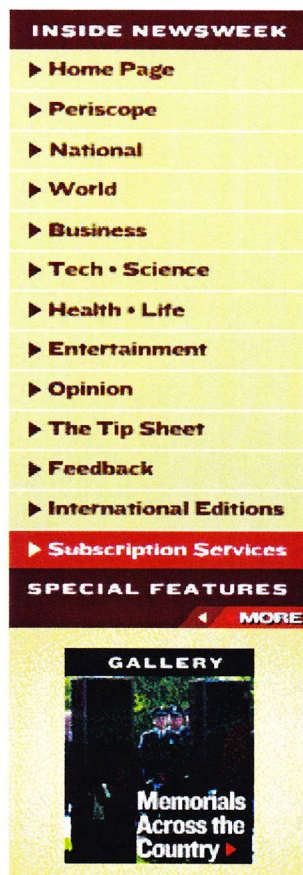 INSIDE NEWSWEEK
Home Page
Periscope
National
World
Business
Tech • Science
Health • Life
Entertainment
Opinion
The Tip Sheet
Feedback
International Editions
Subscription Services
SPECIAL FEATURES
MORE
GALLERY
Memorials
Across the
Country